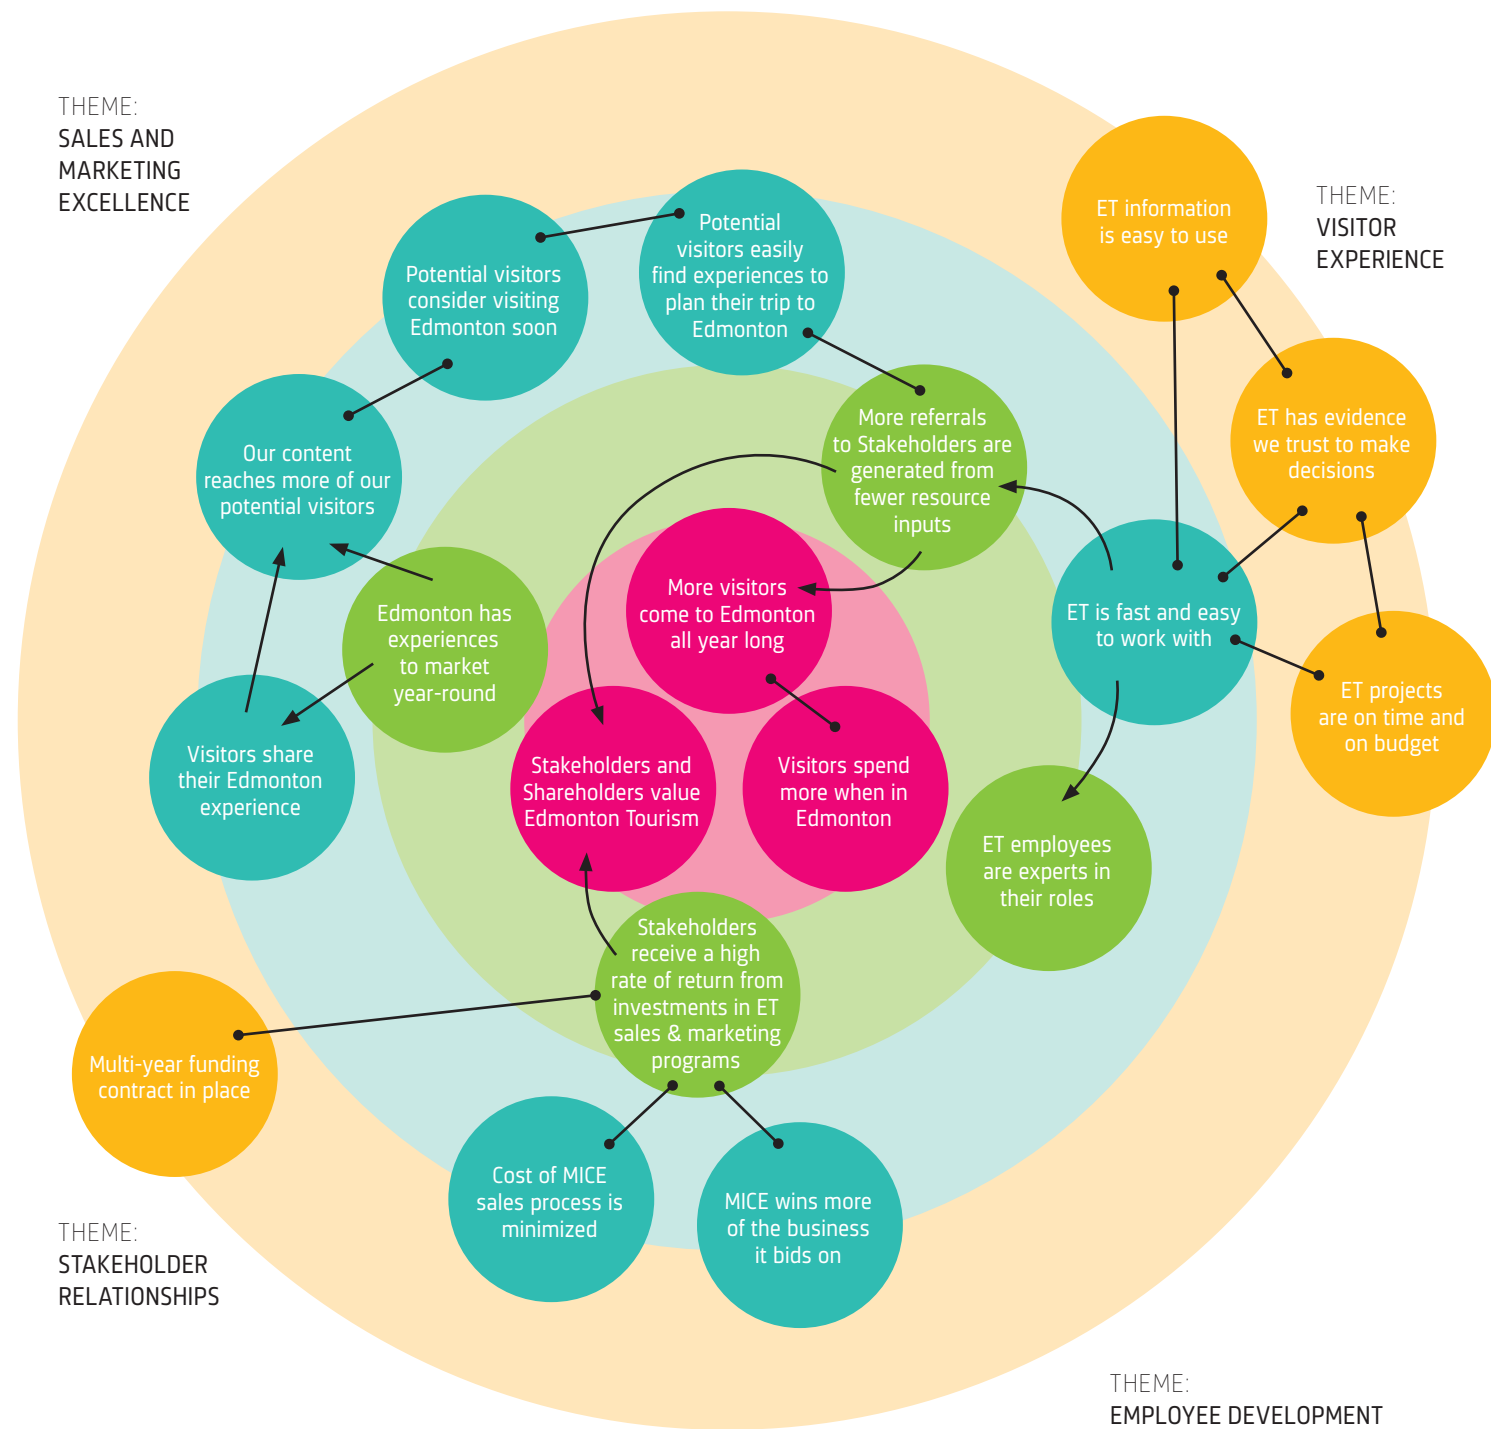 THEME:
SALES AND
MARKETING
EXCELLENCE
THEME:
VISITOR
EXPERIENCE
ET information
is easy to use
Potential
visitors easily
find experiences to
plan their trip to
Edmonton
Potential visitors
consider visiting
Edmonton soon
More referrals
to Stakeholders are
generated from
fewer resource
inputs
ET has evidence
we trust to make
decisions
Our content
reaches more of our
potential visitors
More visitors
come to Edmonton
all year long
Edmonton has
experiences
to market
year-round
ET is fast and easy
to work with
ET projects
are on time and
on budget
Visitors share
their Edmonton
experience
Stakeholders and
Shareholders value
Edmonton Tourism
Visitors spend
more when in
Edmonton
ET employees
are experts in
their roles
Stakeholders
receive a high
rate of return from
investments in ET
sales & marketing
programs
Multi-year funding
contract in place
Cost of MICE
sales process is
minimized
MICE wins more
of the business
it bids on
THEME:
STAKEHOLDER
RELATIONSHIPS
THEME:
EMPLOYEE DEVELOPMENT